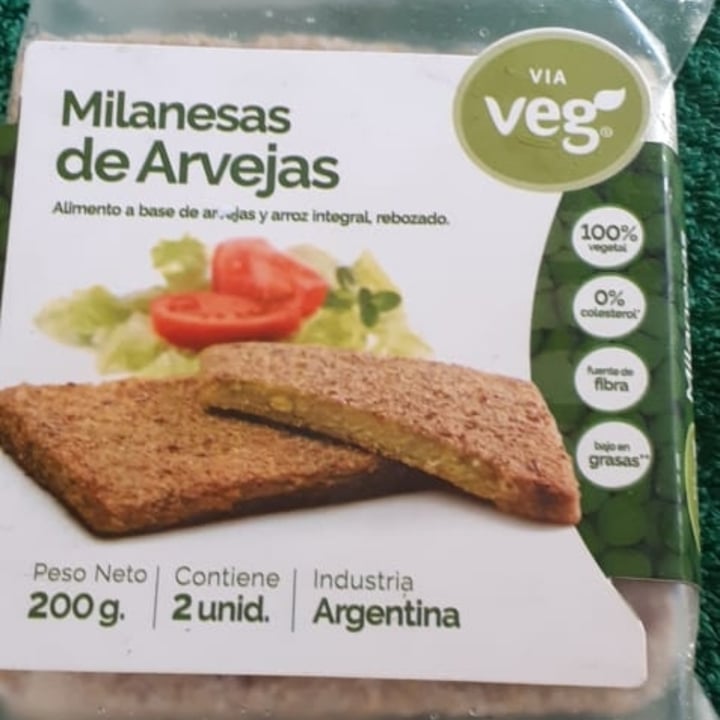 VIA
veg®
Milanesas
de Arvejas
Alimento a base de arvejas y arroz integral, rebozado.
100%
vegetal
0%
colesterol*
fuente de
fibra
bajo en
grasas**
Peso Neto
200 g.
Contiene
2 unid.
Industria
Argentina